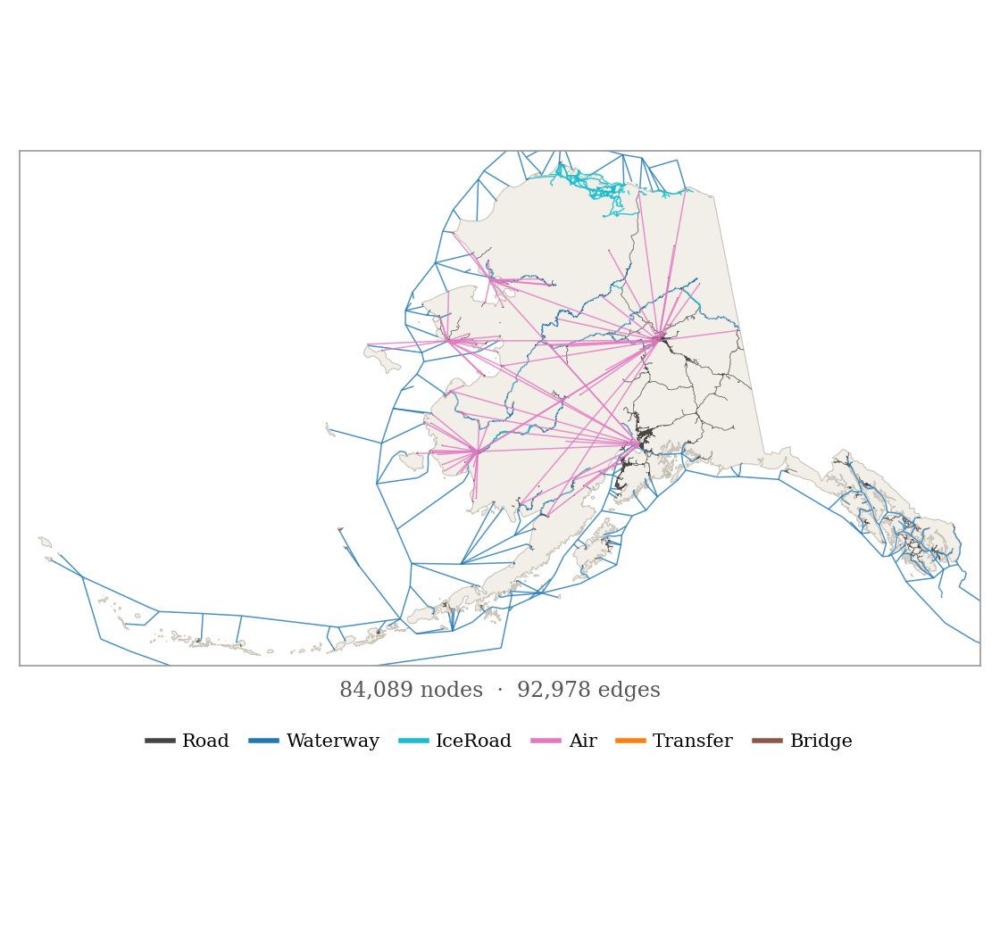 84,089 nodes · 92,978 edges
Road Waterway IceRoad Air Transfer Bridge